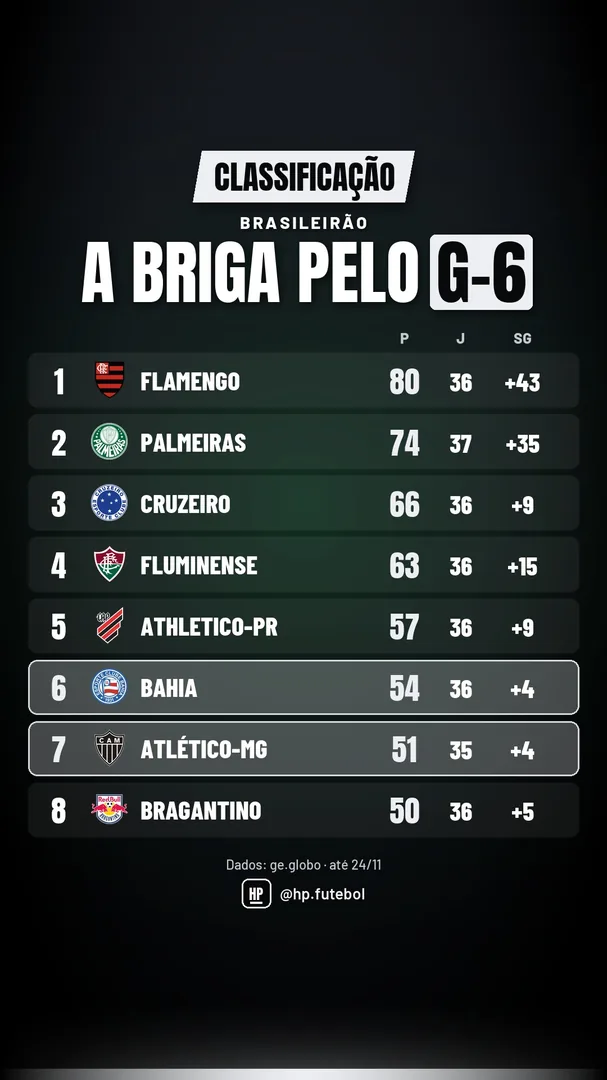 CLASSIFICAÇÃO
BRASILEIRÃO
A BRIGA PELO G-6
P J SG
1 FLAMENGO 80 36 +43
2 PALMEIRAS 74 37 +35
3 CRUZEIRO 66 36 +9
4 FLUMINENSE 63 36 +15
5 ATHLETICO-PR 57 36 +9
6 BAHIA 54 36 +4
7 CAM ATLÉTICO-MG 51 35 +4
8 RedBull BRAGANTINO 50 36 +5
Dados: ge.globo · até 24/11
HP @hp.futebol